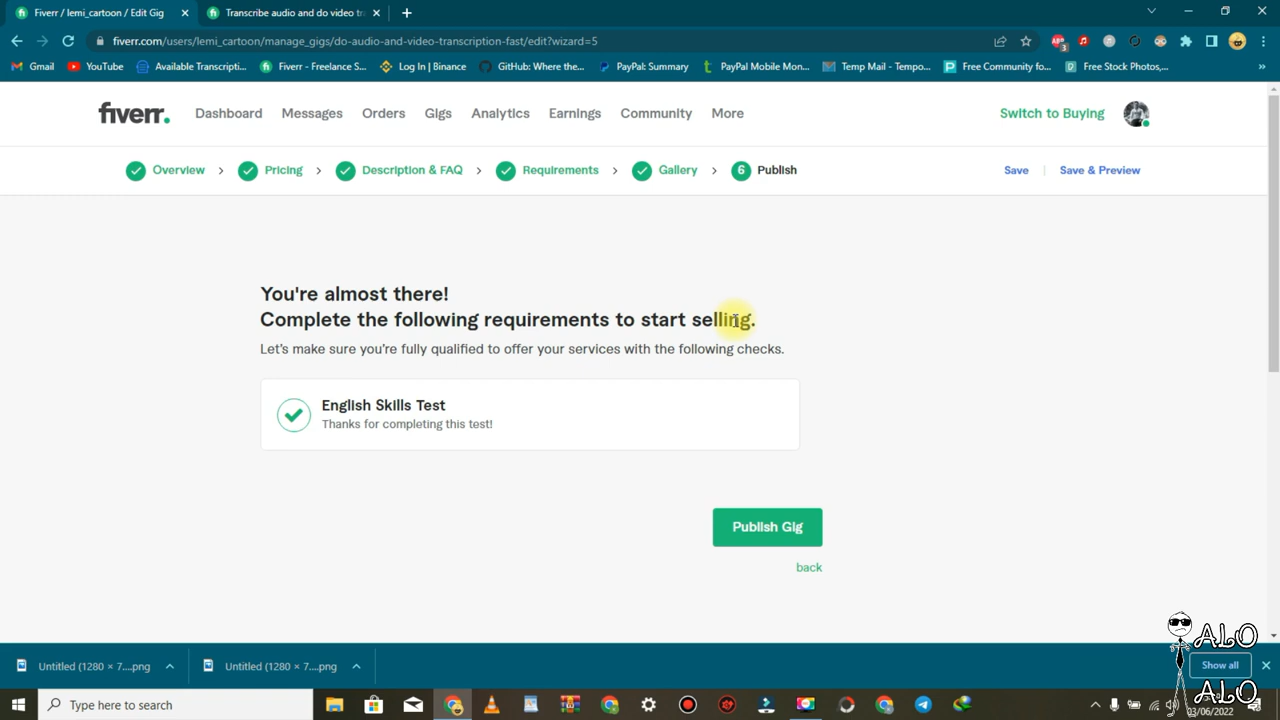 Fiverr / lemi_cartoon / Edit Gig
Transcribe audio and do video tr
fiverr.com/users/lemi_cartoon/manage_gigs/do-audio-and-video-transcription-fast/edit?wizard=5
Gmail YouTube Available Transcripti... Fiverr - Freelance S... Log In | Binance GitHub: Where the... PayPal: Summary PayPal Mobile Mon... Temp Mail - Tempo... Free Community fo... Free Stock Photos,... »
fiverr. Dashboard Messages Orders Gigs Analytics Earnings Community More Switch to Buying
Overview > Pricing > Description & FAQ > Requirements > Gallery > 6 Publish Save | Save & Preview
You're almost there!
Complete the following requirements to start selling.
Let's make sure you're fully qualified to offer your services with the following checks.
English Skills Test
Thanks for completing this test!
Publish Gig
back
Untitled (1280 × 7....png
Untitled (1280 × 7....png
Show all
ALO
ALO
Type here to search
03/06/2022